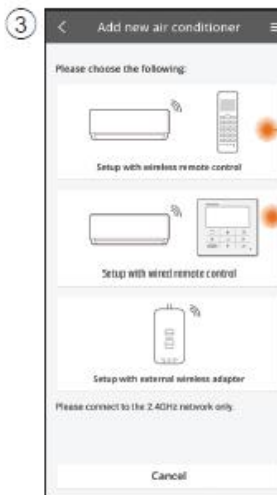 ③
Add new air conditioner
Please choose the following:
Setup with wireless remote control
Setup with wired remote control
Setup with external wireless adapter
Please connect to the 2.4GHz network only.
Cancel